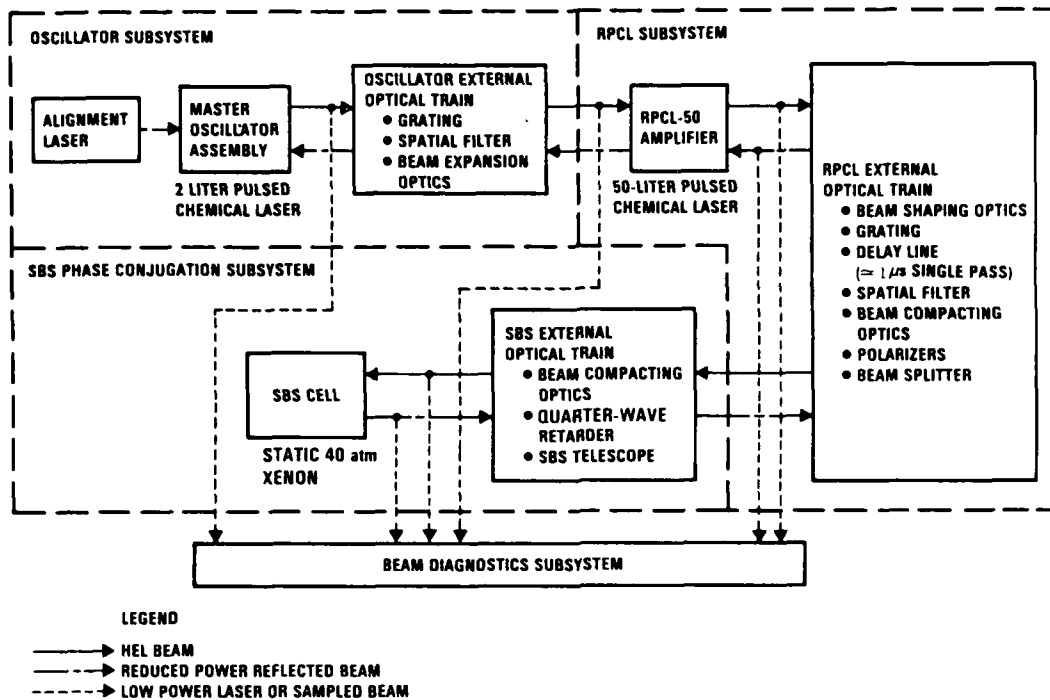 OSCILLATOR SUBSYSTEM
RPCL SUBSYSTEM
ALIGNMENT
LASER
MASTER
OSCILLATOR
ASSEMBLY
2 LITER PULSED
CHEMICAL LASER
OSCILLATOR EXTERNAL
OPTICAL TRAIN
● GRATING
● SPATIAL FILTER
● BEAM EXPANSION
OPTICS
RPCL-50
AMPLIFIER
50-LITER PULSED
CHEMICAL LASER
RPCL EXTERNAL
OPTICAL TRAIN
● BEAM SHAPING OPTICS
● GRATING
● DELAY LINE
(≃ 1 μs SINGLE PASS)
● SPATIAL FILTER
● BEAM COMPACTING
OPTICS
● POLARIZERS
● BEAM SPLITTER
SBS PHASE CONJUGATION SUBSYSTEM
SBS CELL
STATIC 40 atm
XENON
SBS EXTERNAL
OPTICAL TRAIN
● BEAM COMPACTING
OPTICS
● QUARTER-WAVE
RETARDER
● SBS TELESCOPE
BEAM DIAGNOSTICS SUBSYSTEM
LEGEND
HEL BEAM
REDUCED POWER REFLECTED BEAM
LOW POWER LASER OR SAMPLED BEAM